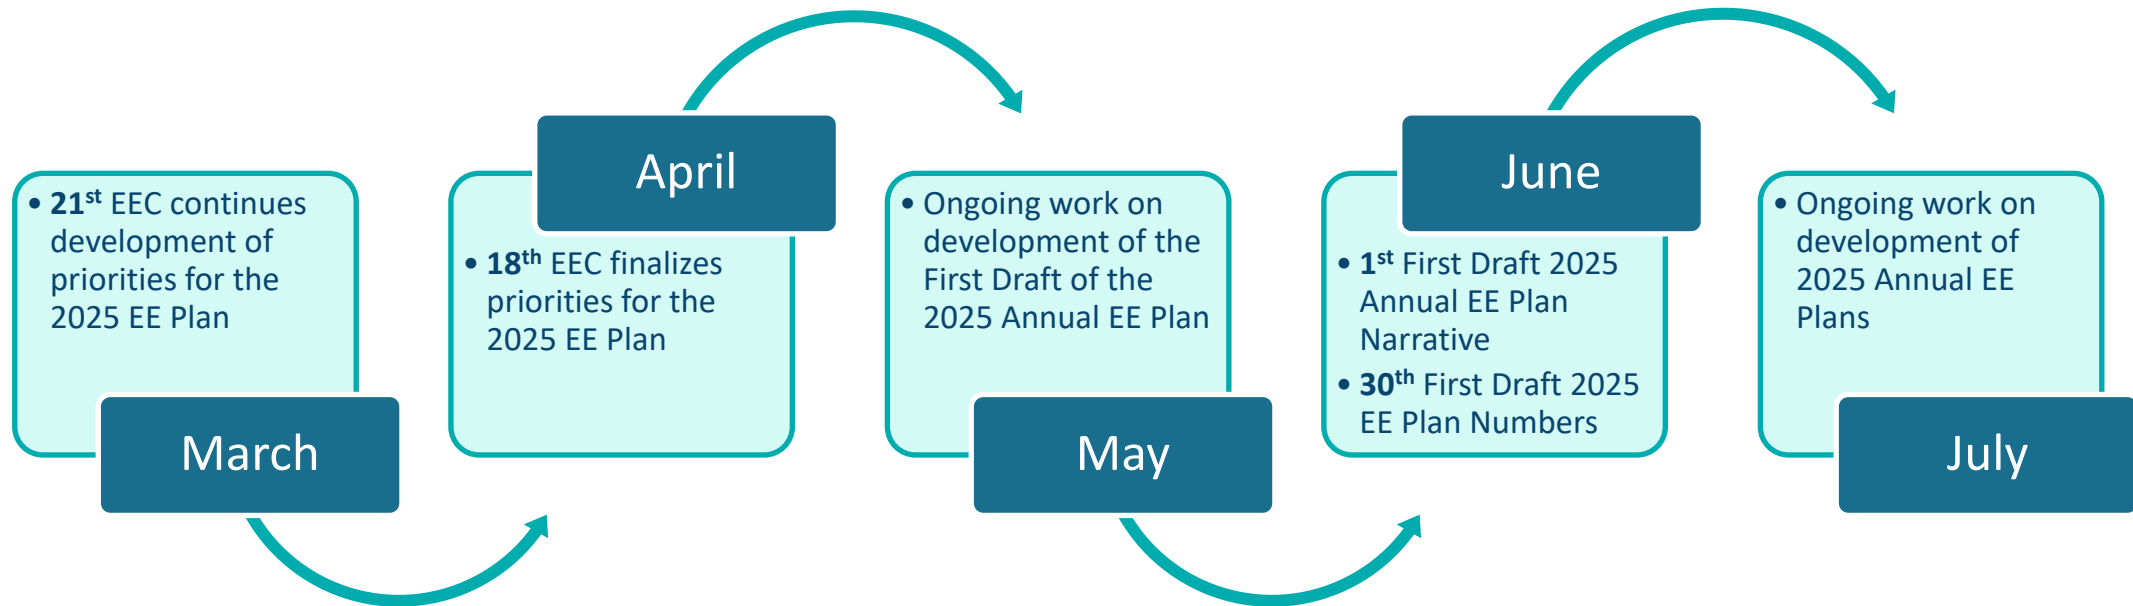 • 21st EEC continues
development of
priorities for the
2025 EE Plan
March
April
• 18th EEC finalizes
priorities for the
2025 EE Plan
• Ongoing work on
development of the
First Draft of the
2025 Annual EE Plan
May
June
• 1st First Draft 2025
Annual EE Plan
Narrative
• 30th First Draft 2025
EE Plan Numbers
• Ongoing work on
development of
2025 Annual EE
Plans
July